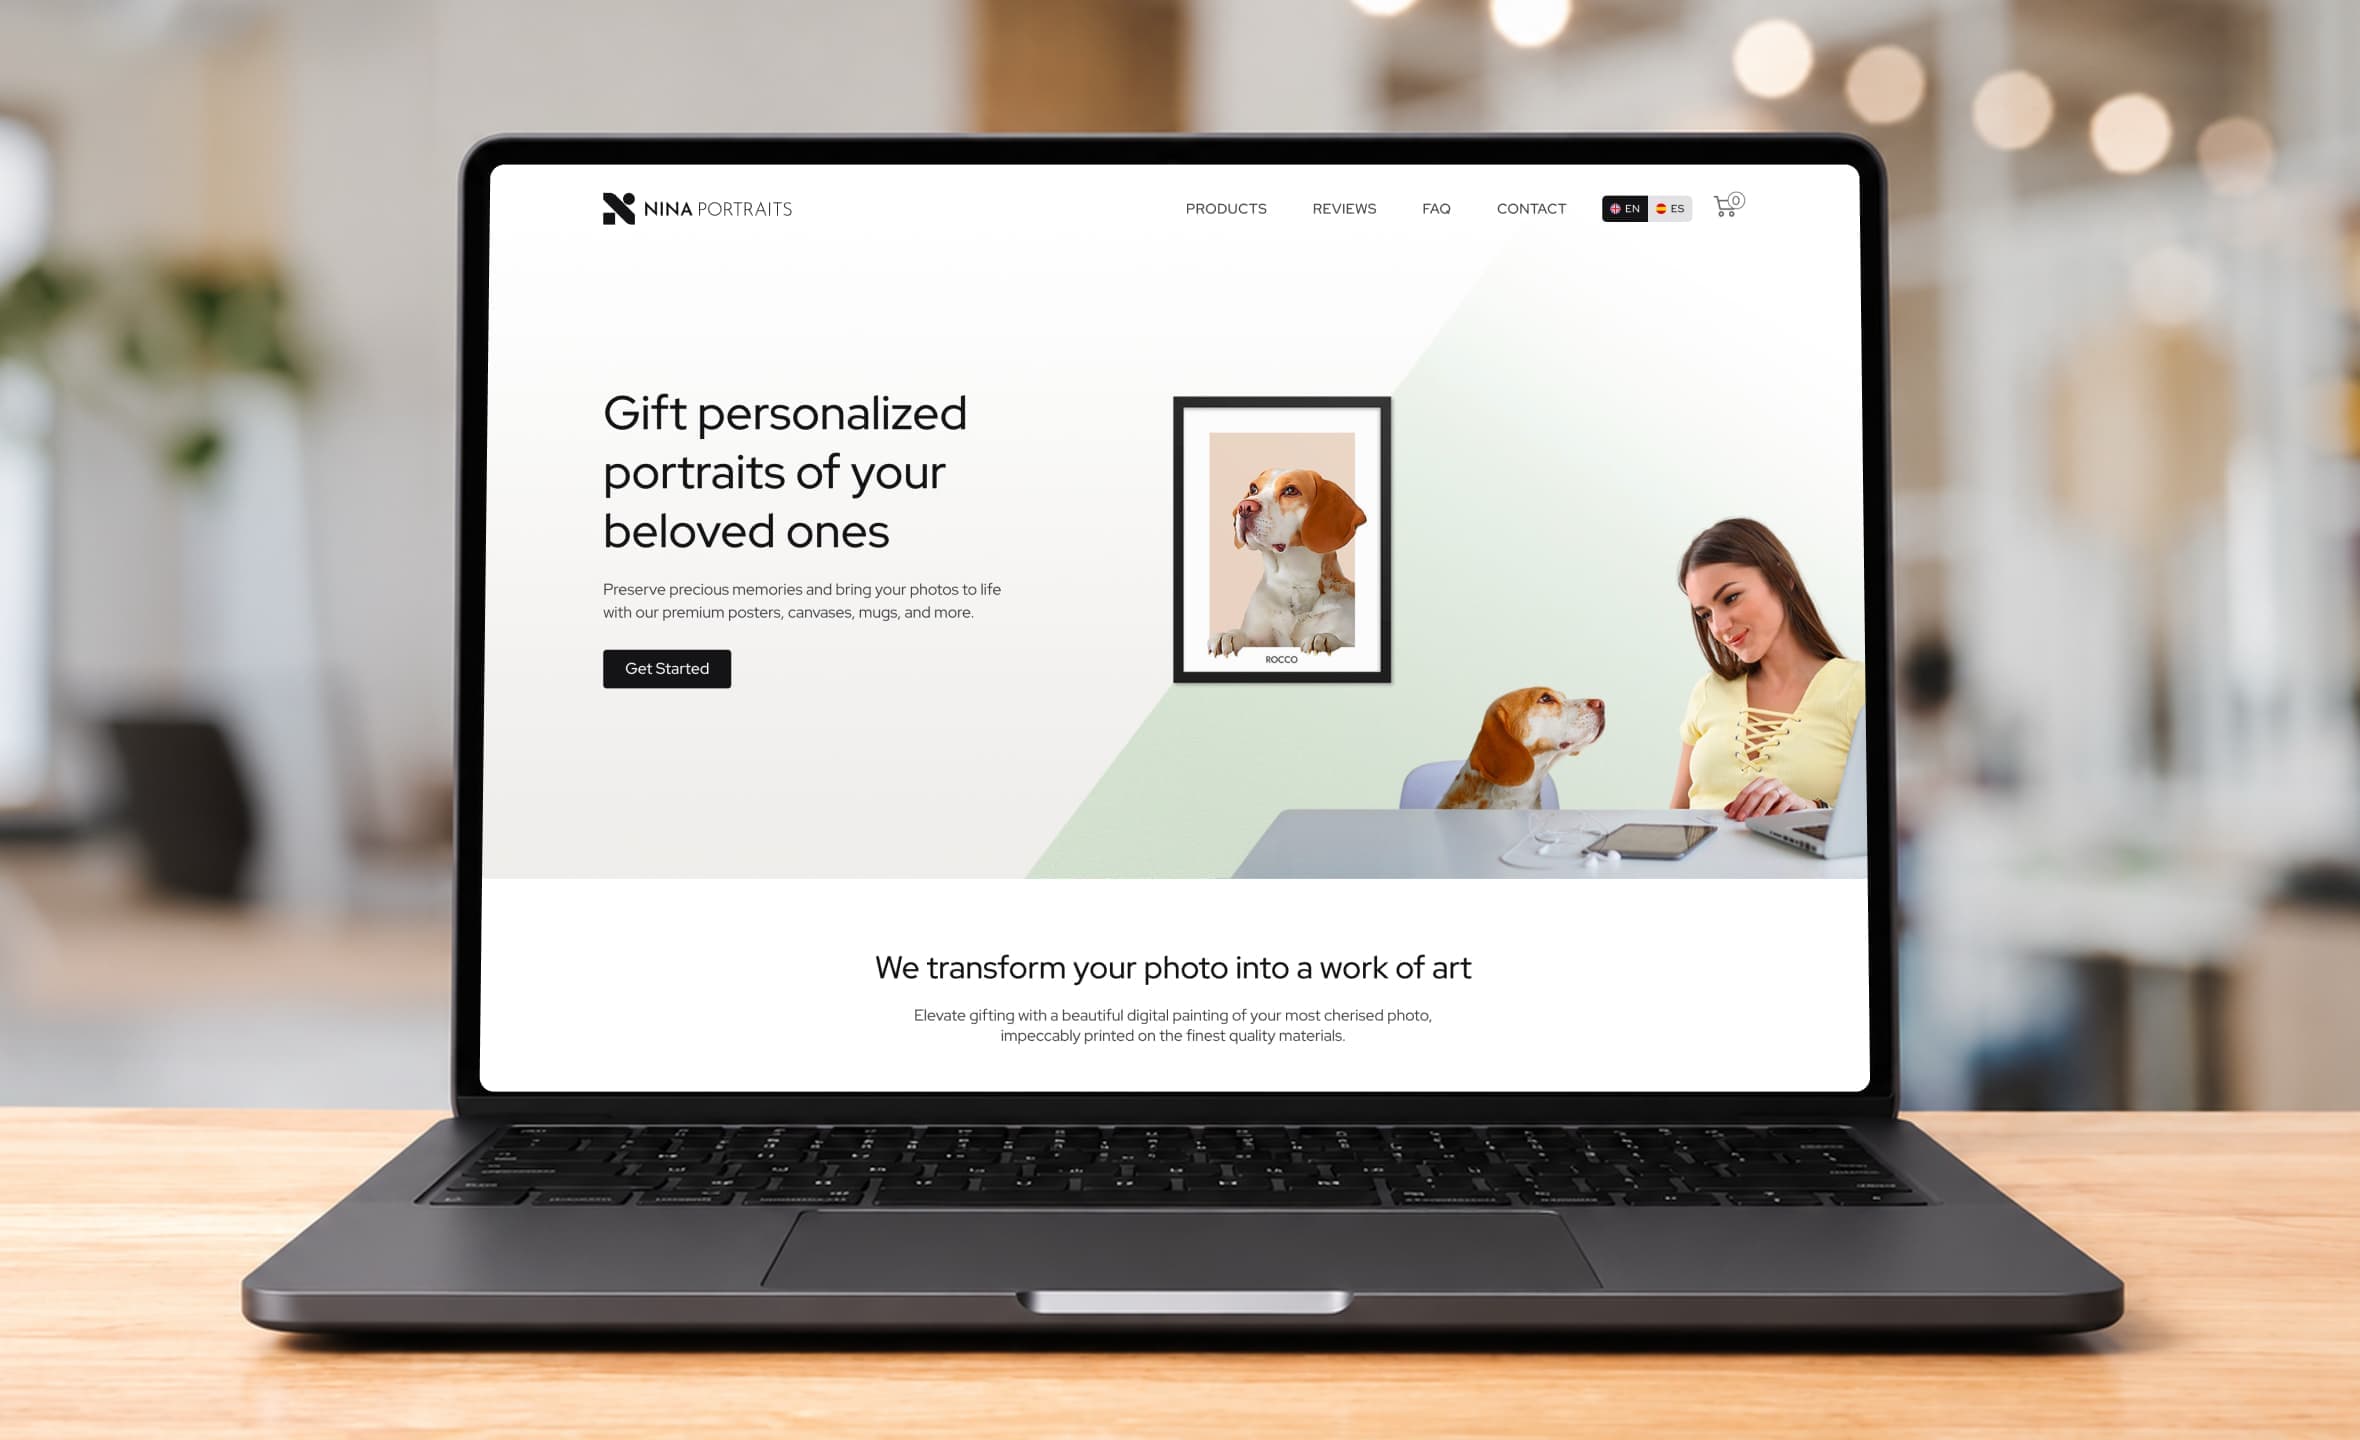 NINA PORTRAITS
PRODUCTS REVIEWS FAQ CONTACT EN ES 0
Gift personalized
portraits of your
beloved ones
Preserve precious memories and bring your photos to life
with our premium posters, canvases, mugs, and more.
Get Started
ROCCO
We transform your photo into a work of art
Elevate gifting with a beautiful digital painting of your most cherised photo,
impeccably printed on the finest quality materials.